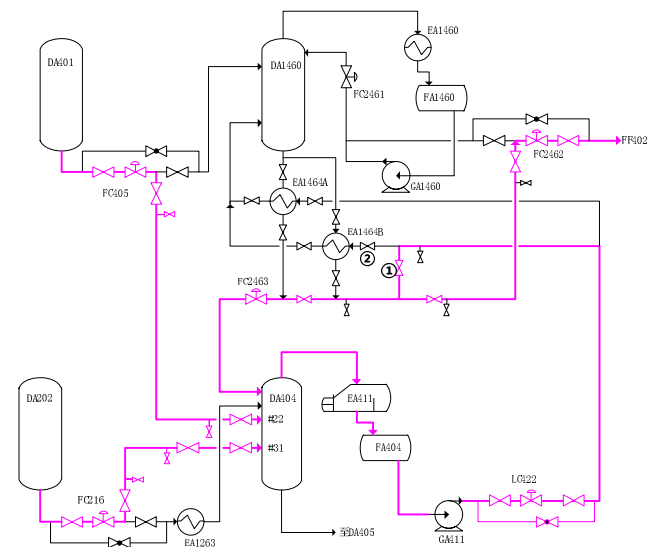 EA1460
DA401
DA1460
FC2461
FA1460
FF402
FC2462
FC405
EA1464A
GA1460
EA1464B
②
①
FC2463
DA202
DA404
EA411
#22
FA404
#31
LC422
FC216
至DA405
GA411
EA1263